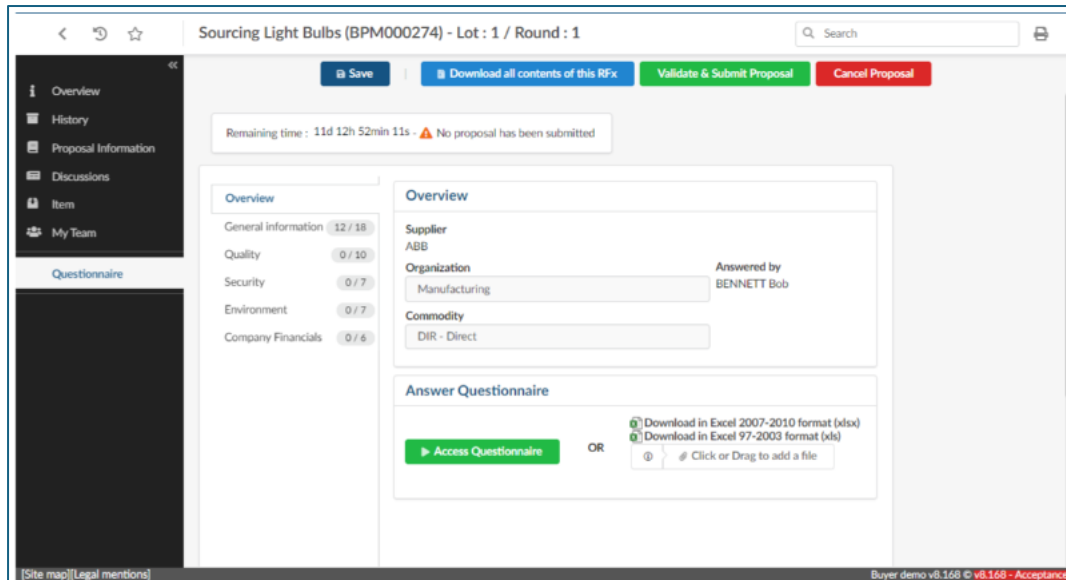 Sourcing Light Bulbs (BPM000274) - Lot : 1 / Round : 1
Search
Save
Download all contents of this RFx
Validate & Submit Proposal
Cancel Proposal
Overview
History
Proposal Information
Discussions
Item
My Team
Questionnaire
Remaining time : 11d 12h 52min 11s - No proposal has been submitted
Overview
General information 12 / 18
Quality 0 / 10
Security 0 / 7
Environment 0 / 7
Company Financials 0 / 6
Overview
Supplier
ABB
Organization
Manufacturing
Answered by
BENNETT Bob
Commodity
DIR - Direct
Answer Questionnaire
Access Questionnaire
OR
Download in Excel 2007-2010 format (xlsx)
Download in Excel 97-2003 format (xls)
Click or Drag to add a file
[Site map][Legal mentions]
Buyer demo v8.168 © v8.168 - Acceptance